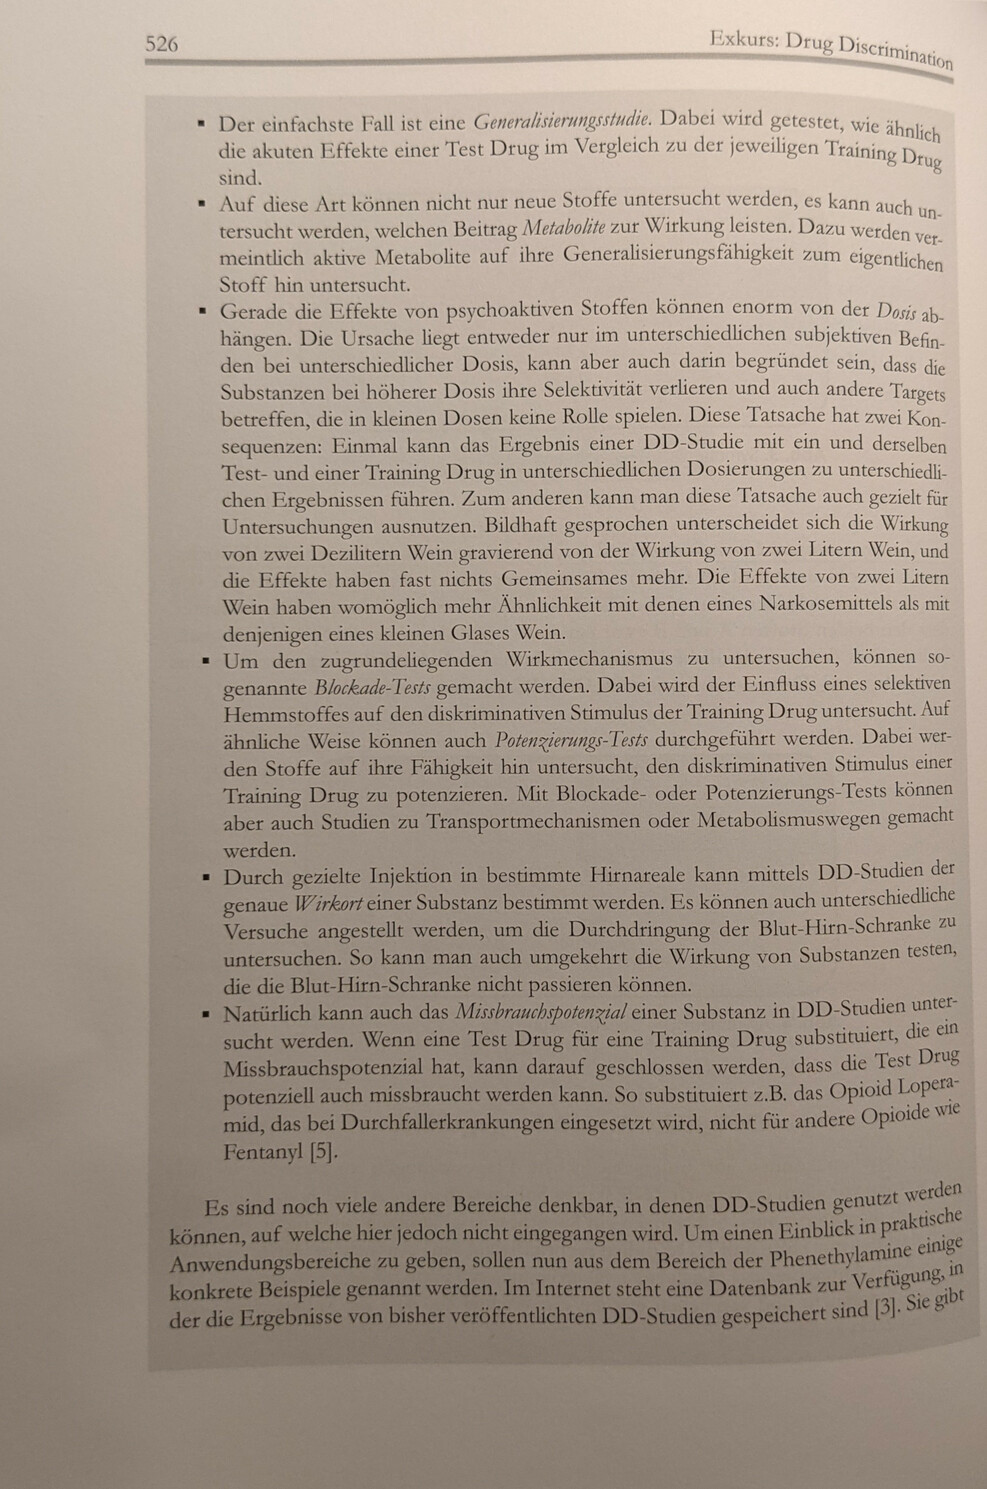 526
Exkurs: Drug Discrimination
▪ Der einfachste Fall ist eine Generalisierungsstudie. Dabei wird getestet, wie ähnlich
die akuten Effekte einer Test Drug im Vergleich zu der jeweiligen Training Drug
sind.
▪ Auf diese Art können nicht nur neue Stoffe untersucht werden, es kann auch un-
tersucht werden, welchen Beitrag Metabolite zur Wirkung leisten. Dazu werden ver-
meintlich aktive Metabolite auf ihre Generalisierungsfähigkeit zum eigentlichen
Stoff hin untersucht.
▪ Gerade die Effekte von psychoaktiven Stoffen können enorm von der Dosis ab-
hängen. Die Ursache liegt entweder nur im unterschiedlichen subjektiven Befin-
den bei unterschiedlicher Dosis, kann aber auch darin begründet sein, dass die
Substanzen bei höherer Dosis ihre Selektivität verlieren und auch andere Targets
betreffen, die in kleinen Dosen keine Rolle spielen. Diese Tatsache hat zwei Kon-
sequenzen: Einmal kann das Ergebnis einer DD-Studie mit ein und derselben
Test- und einer Training Drug in unterschiedlichen Dosierungen zu unterschiedli-
chen Ergebnissen führen. Zum anderen kann man diese Tatsache auch gezielt für
Untersuchungen ausnutzen. Bildhaft gesprochen unterscheidet sich die Wirkung
von zwei Dezilitern Wein gravierend von der Wirkung von zwei Litern Wein, und
die Effekte haben fast nichts Gemeinsames mehr. Die Effekte von zwei Litern
Wein haben womöglich mehr Ähnlichkeit mit denen eines Narkosemittels als mit
denjenigen eines kleinen Glases Wein.
▪ Um den zugrundeliegenden Wirkmechanismus zu untersuchen, können so-
genannte Blockade-Tests gemacht werden. Dabei wird der Einfluss eines selektiven
Hemmstoffes auf den diskriminativen Stimulus der Training Drug untersucht. Auf
ähnliche Weise können auch Potenzierungs-Tests durchgeführt werden. Dabei wer-
den Stoffe auf ihre Fähigkeit hin untersucht, den diskriminativen Stimulus einer
Training Drug zu potenzieren. Mit Blockade- oder Potenzierungs-Tests können
aber auch Studien zu Transportmechanismen oder Metabolismuswegen gemacht
werden.
▪ Durch gezielte Injektion in bestimmte Hirnareale kann mittels DD-Studien der
genaue Wirkort einer Substanz bestimmt werden. Es können auch unterschiedliche
Versuche angestellt werden, um die Durchdringung der Blut-Hirn-Schranke zu
untersuchen. So kann man auch umgekehrt die Wirkung von Substanzen testen,
die die Blut-Hirn-Schranke nicht passieren können.
▪ Natürlich kann auch das Missbrauchspotenzial einer Substanz in DD-Studien unter-
sucht werden. Wenn eine Test Drug für eine Training Drug substituiert, die ein
Missbrauchspotenzial hat, kann darauf geschlossen werden, dass die Test Drug
potenziell auch missbraucht werden kann. So substituiert z.B. das Opioid Lopera-
mid, das bei Durchfallerkrankungen eingesetzt wird, nicht für andere Opioide wie
Fentanyl [5].
Es sind noch viele andere Bereiche denkbar, in denen DD-Studien genutzt werden
können, auf welche hier jedoch nicht eingegangen wird. Um einen Einblick in praktische
Anwendungsbereiche zu geben, sollen nun aus dem Bereich der Phenethylamine einige
konkrete Beispiele genannt werden. Im Internet steht eine Datenbank zur Verfügung, in
der die Ergebnisse von bisher veröffentlichten DD-Studien gespeichert sind [3]. Sie gibt